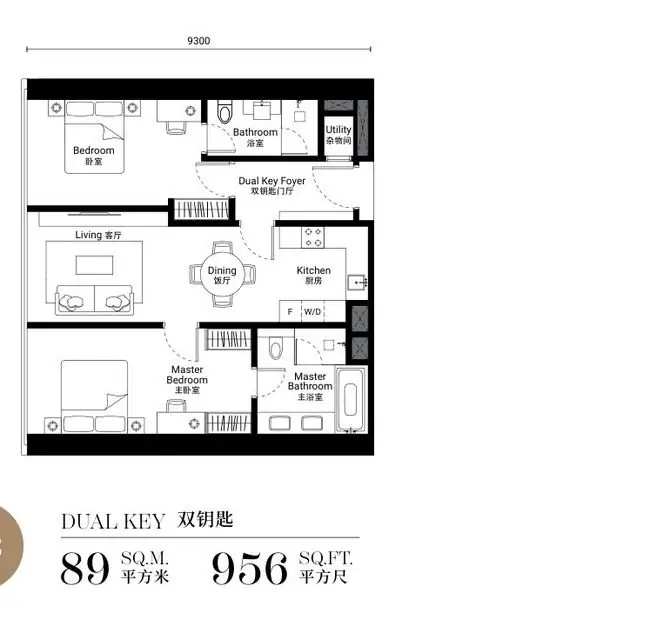 9300
Bedroom
卧室
Bathroom
浴室
Utility
杂物间
Dual Key Foyer
双钥匙门厅
Living 客厅
Dining
饭厅
Kitchen
厨房
F W/D
Master
Bedroom
主卧室
Master
Bathroom
主浴室
DUAL KEY 双钥匙
89 SQ.M.
平方米
956 SQ.FT.
平方尺